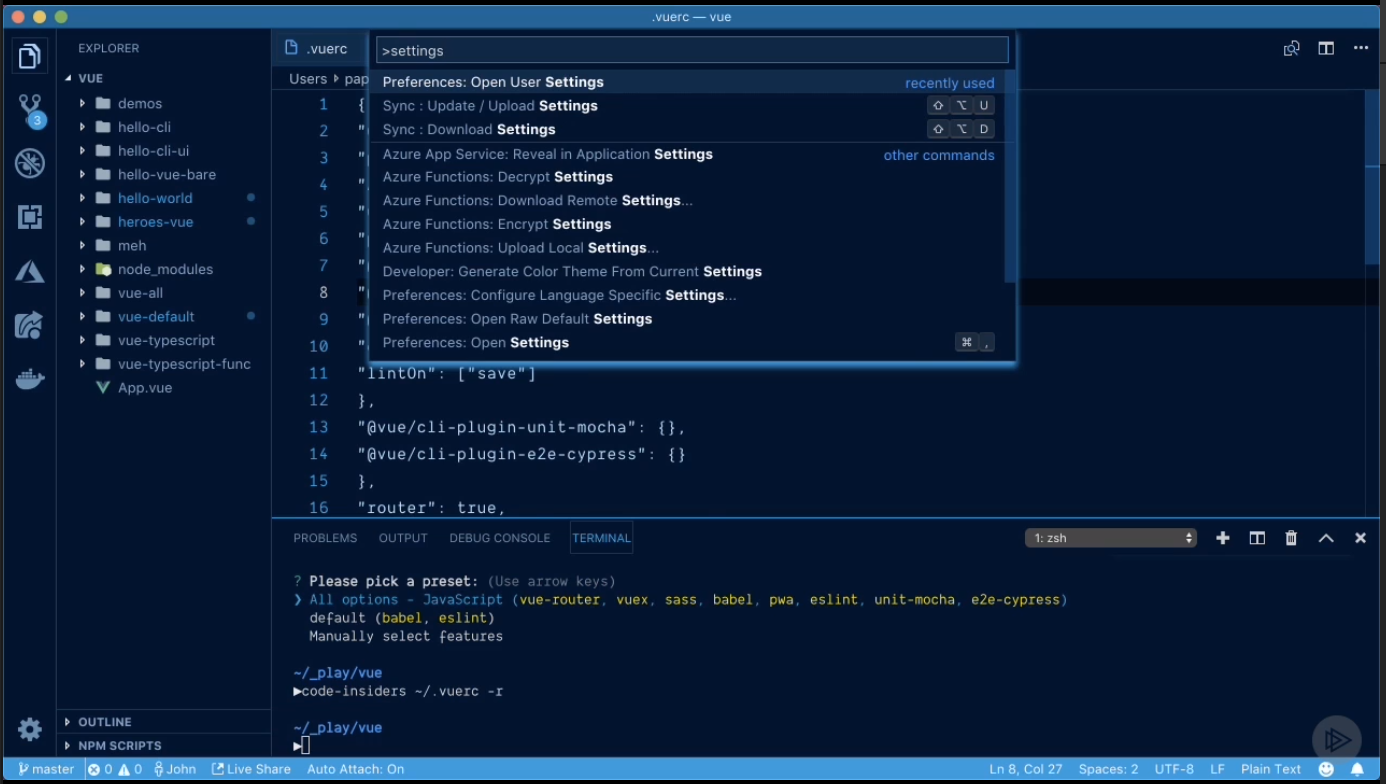 .vuerc — vue
EXPLORER
VUE
demos
hello-cli
hello-cli-ui
hello-vue-bare
hello-world
heroes-vue
meh
node_modules
vue-all
vue-default
vue-typescript
vue-typescript-func
App.vue
OUTLINE
NPM SCRIPTS
3
.vuerc
Users pap
>settings
Preferences: Open User Settings recently used
Sync : Update / Upload Settings ⇧ ⌥ U
Sync : Download Settings ⇧ ⌥ D
Azure App Service: Reveal in Application Settings other commands
Azure Functions: Decrypt Settings
Azure Functions: Download Remote Settings...
Azure Functions: Encrypt Settings
Azure Functions: Upload Local Settings...
Developer: Generate Color Theme From Current Settings
Preferences: Configure Language Specific Settings...
Preferences: Open Raw Default Settings
Preferences: Open Settings ⌘ ,
1 {
2 "
3 "
4 "
5 "
6 "
7 "
8 "
9 "
10 "
11 "lintOn": ["save"]
12 },
13 "@vue/cli-plugin-unit-mocha": {},
14 "@vue/cli-plugin-e2e-cypress": {}
15 },
16 "router": true,
PROBLEMS OUTPUT DEBUG CONSOLE TERMINAL 1: zsh
? Please pick a preset: (Use arrow keys)
❯ All options - JavaScript (vue-router, vuex, sass, babel, pwa, eslint, unit-mocha, e2e-cypress)
default (babel, eslint)
Manually select features
~/_play/vue
▶code-insiders ~/.vuerc -r
~/_play/vue
▶
master 0 0 John Live Share Auto Attach: On Ln 8, Col 27 Spaces: 2 UTF-8 LF Plain Text